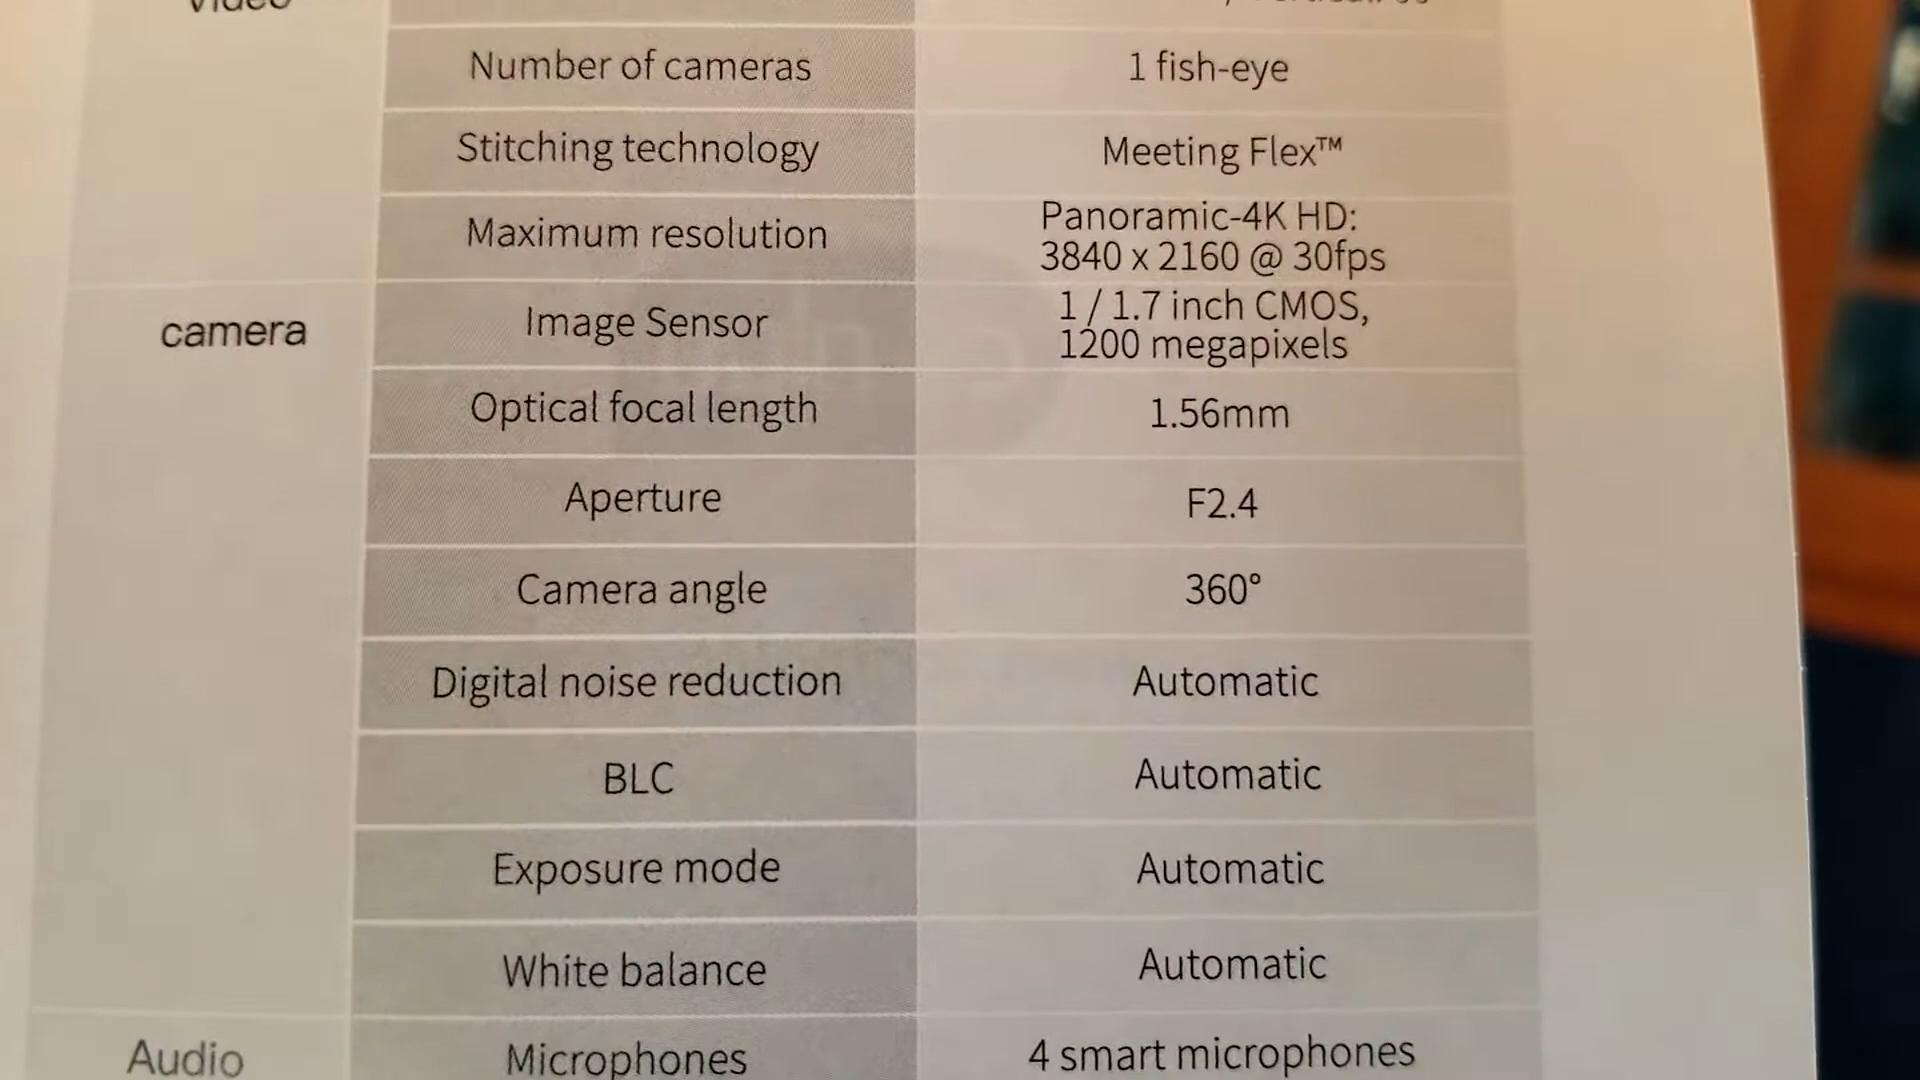 Video
Number of cameras 1 fish-eye
Stitching technology Meeting Flex™
Maximum resolution Panoramic-4K HD:
3840 x 2160 @ 30fps
camera Image Sensor 1 / 1.7 inch CMOS,
1200 megapixels
Optical focal length 1.56mm
Aperture F2.4
Camera angle 360°
Digital noise reduction Automatic
BLC Automatic
Exposure mode Automatic
White balance Automatic
Audio Microphones 4 smart microphones